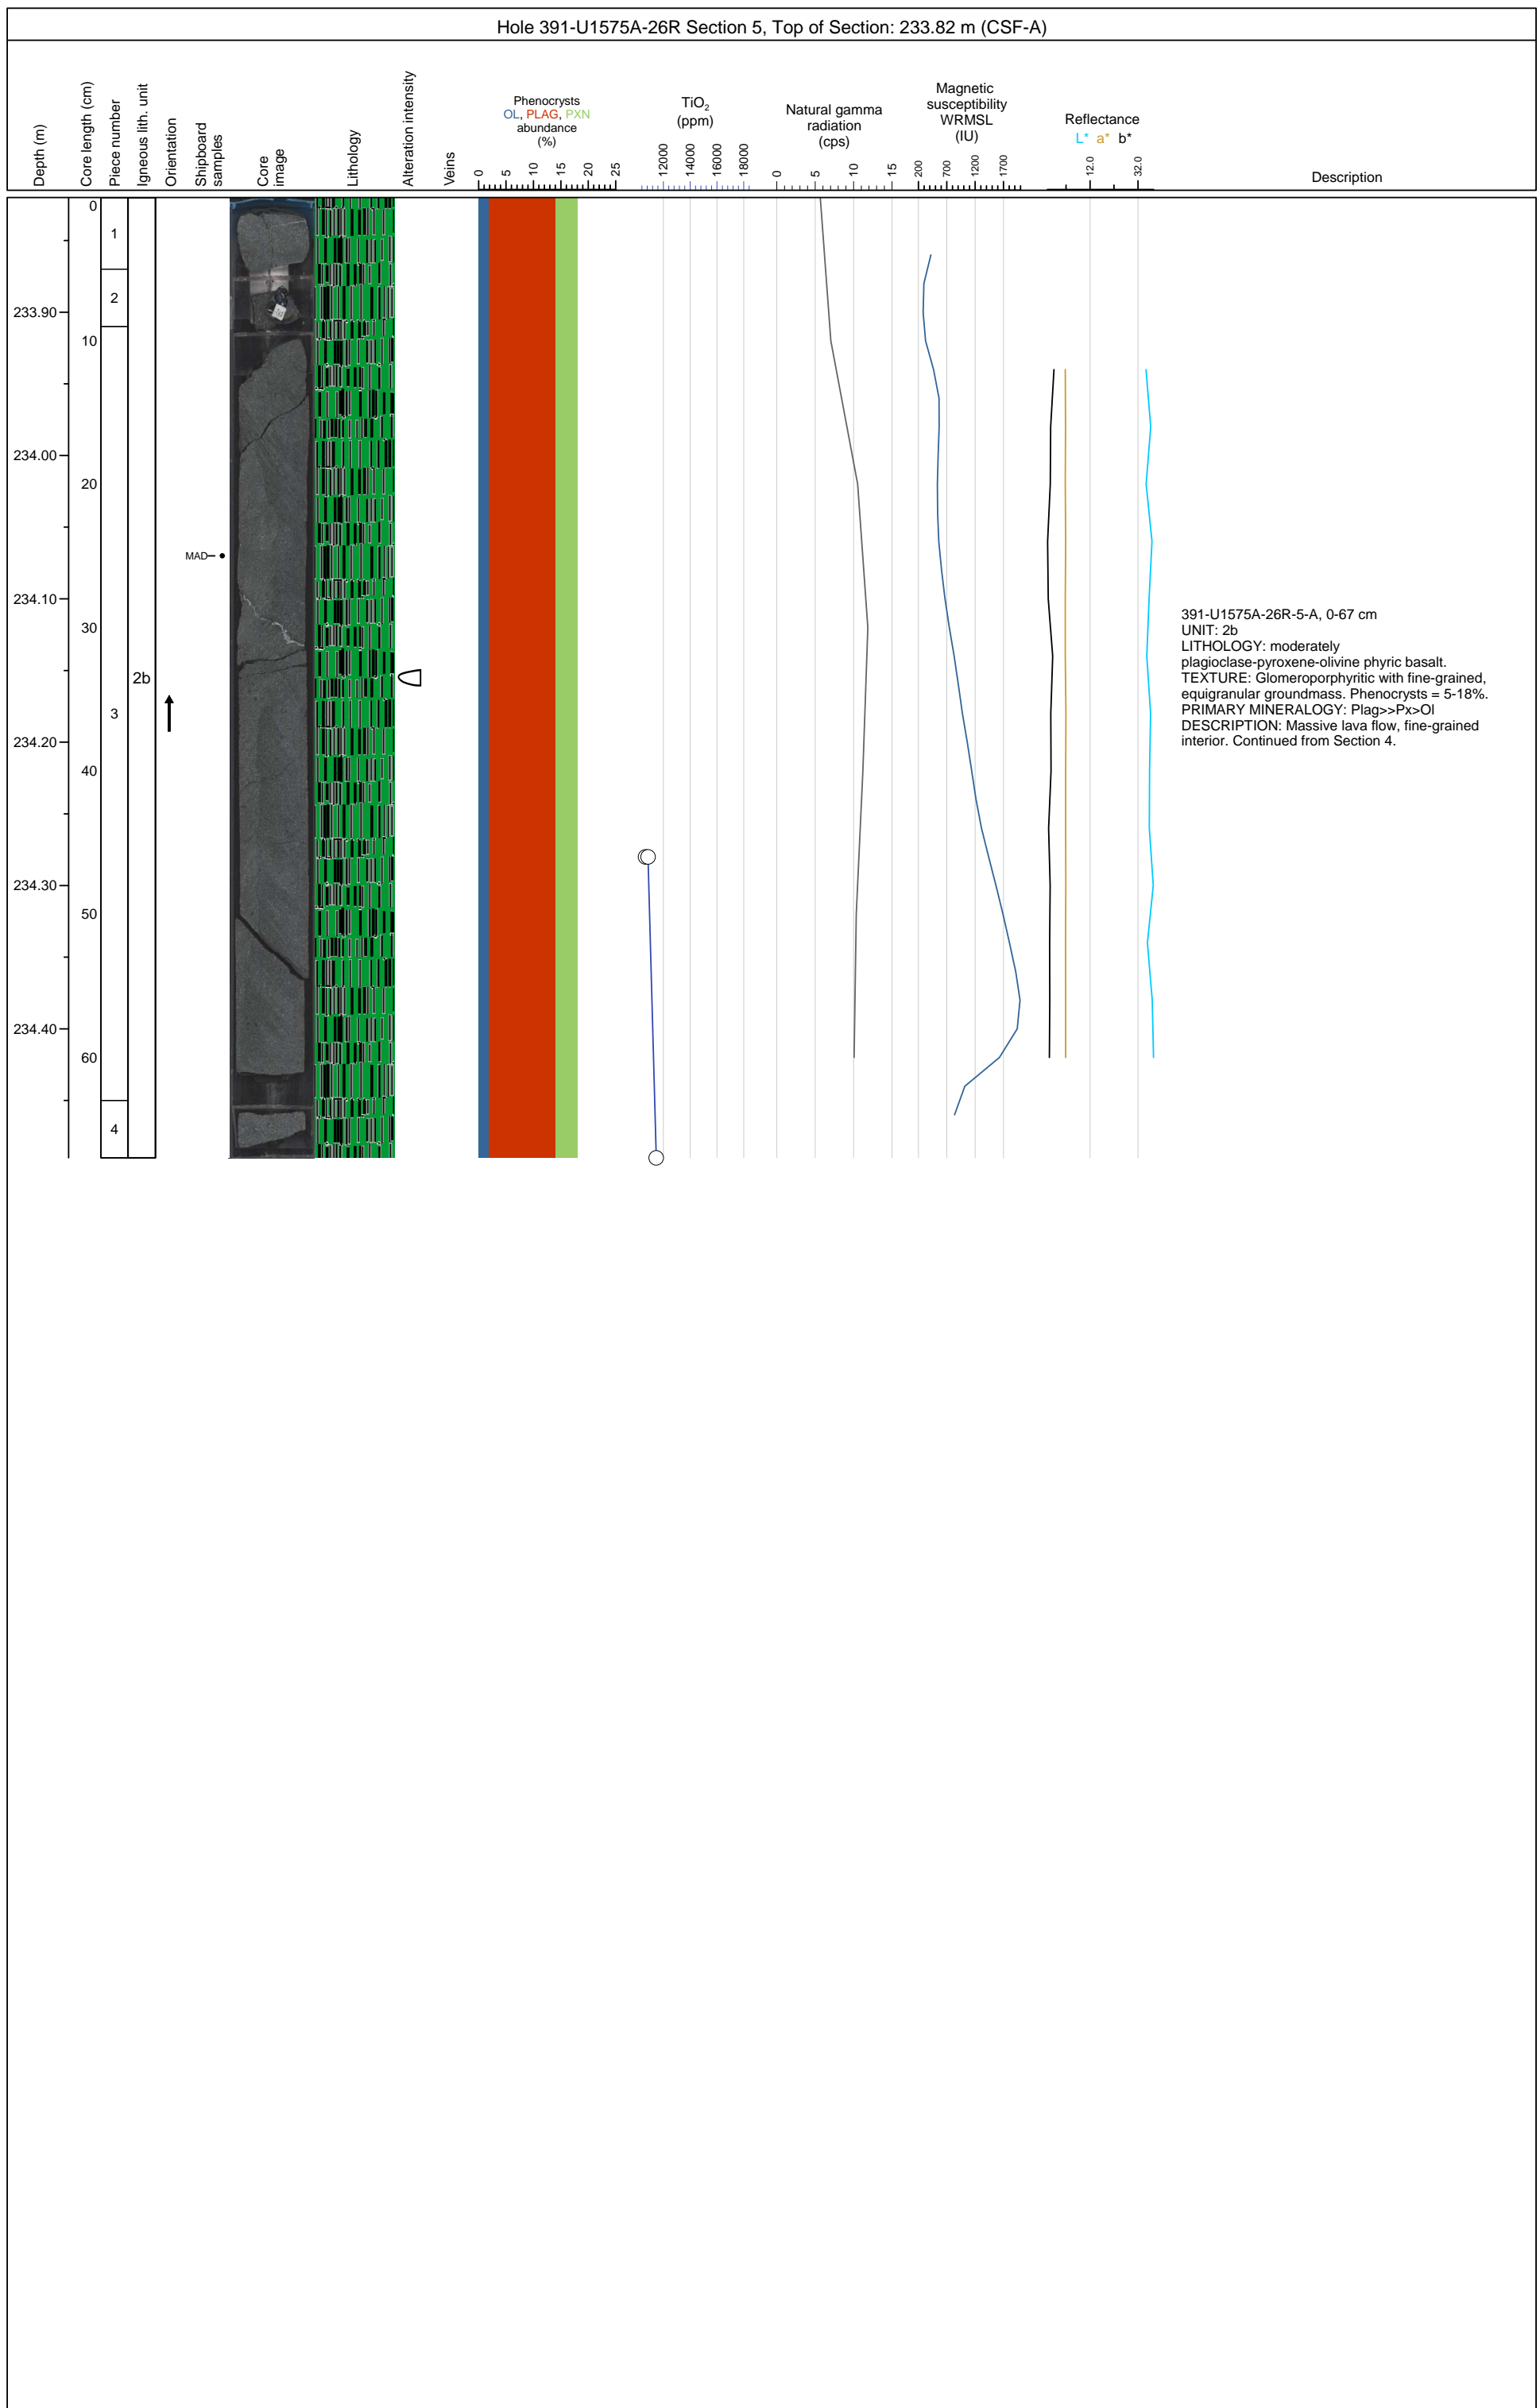 Hole 391-U1575A-26R Section 5, Top of Section: 233.82 m (CSF-A)
Depth (m)
Core length (cm)
Piece number
Igneous lith. unit
Orientation
Shipboard
samples
Core
image
Lithology
Alteration intensity
Veins
Phenocrysts
OL, PLAG, PXN
abundance
(%)
0 5 10 15 20 25
TiO₂
(ppm)
12000 14000 16000 18000
Natural gamma
radiation
(cps)
0 5 10 15
Magnetic
susceptibility
WRMSL
(IU)
200 700 1200 1700
Reflectance
L* a* b*
12.0 32.0
Description
0
1
2
233.90
10
234.00
20
MAD
234.10
30
2b
3
234.20
40
234.30
50
234.40
60
4
391-U1575A-26R-5-A, 0-67 cm
UNIT: 2b
LITHOLOGY: moderately
plagioclase-pyroxene-olivine phyric basalt.
TEXTURE: Glomeroporphyritic with fine-grained,
equigranular groundmass. Phenocrysts = 5-18%.
PRIMARY MINERALOGY: Plag>>Px>Ol
DESCRIPTION: Massive lava flow, fine-grained
interior. Continued from Section 4.